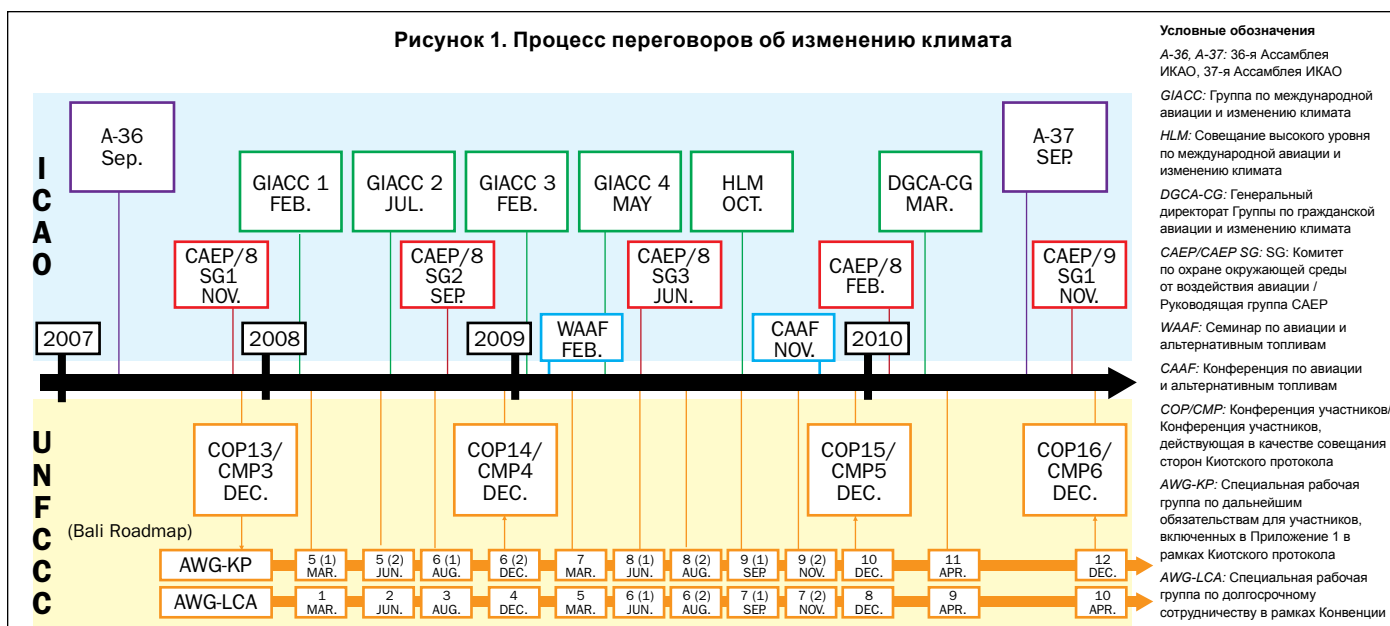 Рисунок 1. Процесс переговоров об изменению климата
ICAO
A-36
Sep.
GIACC 1
FEB.
GIACC 2
JUL.
GIACC 3
FEB.
GIACC 4
MAY
HLM
OCT.
DGCA-CG
MAR.
A-37
SEP.
CAEP/8
SG1
NOV.
CAEP/8
SG2
SEP.
CAEP/8
SG3
JUN.
CAEP/8
FEB.
CAEP/9
SG1
NOV.
WAAF
FEB.
CAAF
NOV.
2007
2008
2009
2010
UNFCCC
COP13/
CMP3
DEC.
COP14/
CMP4
DEC.
COP15/
CMP5
DEC.
COP16/
CMP6
DEC.
(Bali Roadmap)
AWG-KP
5 (1)
MAR.
5 (2)
JUN.
6 (1)
AUG.
6 (2)
DEC.
7
MAR.
8 (1)
JUN.
8 (2)
AUG.
9 (1)
SEP.
9 (2)
NOV.
10
DEC.
11
APR.
12
DEC.
AWG-LCA
1
MAR.
2
JUN.
3
AUG.
4
DEC.
5
MAR.
6 (1)
JUN.
6 (2)
AUG.
7 (1)
SEP.
7 (2)
NOV.
8
DEC.
9
APR.
10
APR.
Условные обозначения
A-36, A-37: 36-я Ассамблея
ИКАО, 37-я Ассамблея ИКАО
GIACC: Группа по международной
авиации и изменению климата
HLM: Совещание высокого уровня
по международной авиации и
изменению климата
DGCA-CG: Генеральный
директорат Группы по гражданской
авиации и изменению климата
CAEP/CAEP SG: SG: Комитет
по охране окружающей среды
от воздействия авиации /
Руководящая группа CAEP
WAAF: Семинар по авиации и
альтернативным топливам
CAAF: Конференция по авиации
и альтернативным топливам
COP/CMP: Конференция участников/
Конференция участников,
действующая в качестве совещания
сторон Киотского протокола
AWG-KP: Специальная рабочая
группа по дальнейшим
обязательствам для участников,
включенных в Приложение 1 в
рамках Киотского протокола
AWG-LCA: Специальная рабочая
группа по долгосрочному
сотрудничеству в рамках Конвенции